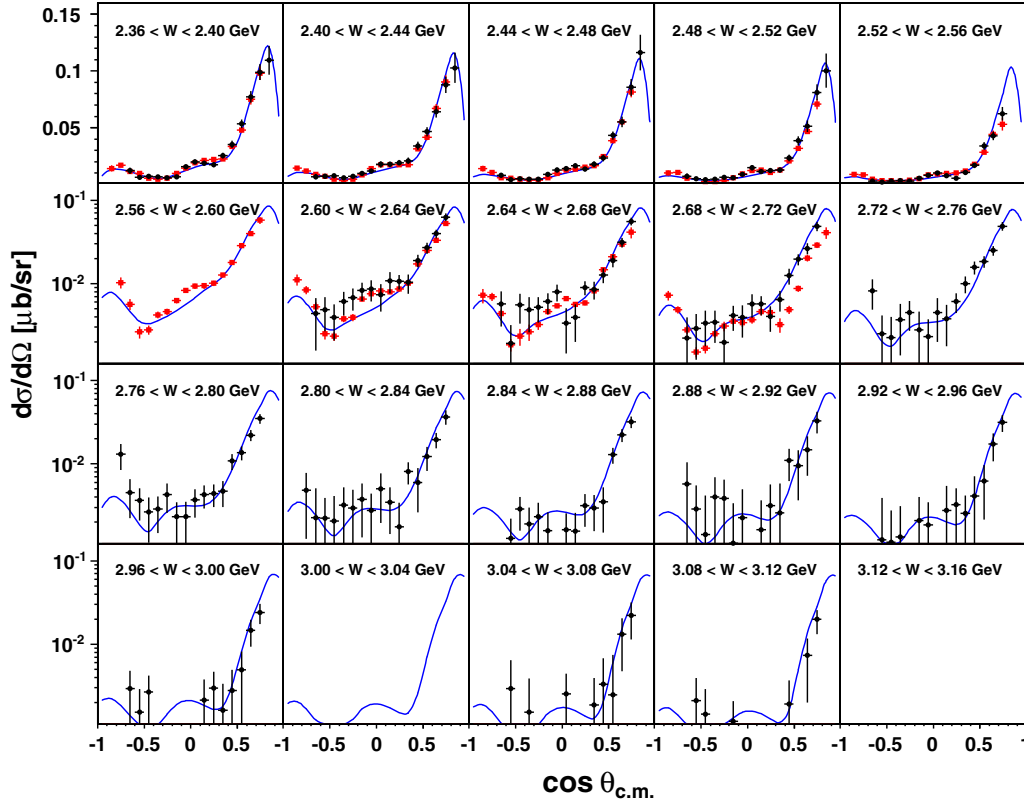 0.15
0.1
0.05
2.36 < W < 2.40 GeV
2.40 < W < 2.44 GeV
2.44 < W < 2.48 GeV
2.48 < W < 2.52 GeV
2.52 < W < 2.56 GeV
10⁻¹
10⁻²
2.56 < W < 2.60 GeV
2.60 < W < 2.64 GeV
2.64 < W < 2.68 GeV
2.68 < W < 2.72 GeV
2.72 < W < 2.76 GeV
dσ/dΩ [μb/sr]
10⁻¹
10⁻²
2.76 < W < 2.80 GeV
2.80 < W < 2.84 GeV
2.84 < W < 2.88 GeV
2.88 < W < 2.92 GeV
2.92 < W < 2.96 GeV
10⁻¹
10⁻²
2.96 < W < 3.00 GeV
3.00 < W < 3.04 GeV
3.04 < W < 3.08 GeV
3.08 < W < 3.12 GeV
3.12 < W < 3.16 GeV
-1 -0.5 0 0.5 -1 -0.5 0 0.5 -1 -0.5 0 0.5 -1 -0.5 0 0.5 -1 -0.5 0 0.5 1
cos θc.m.